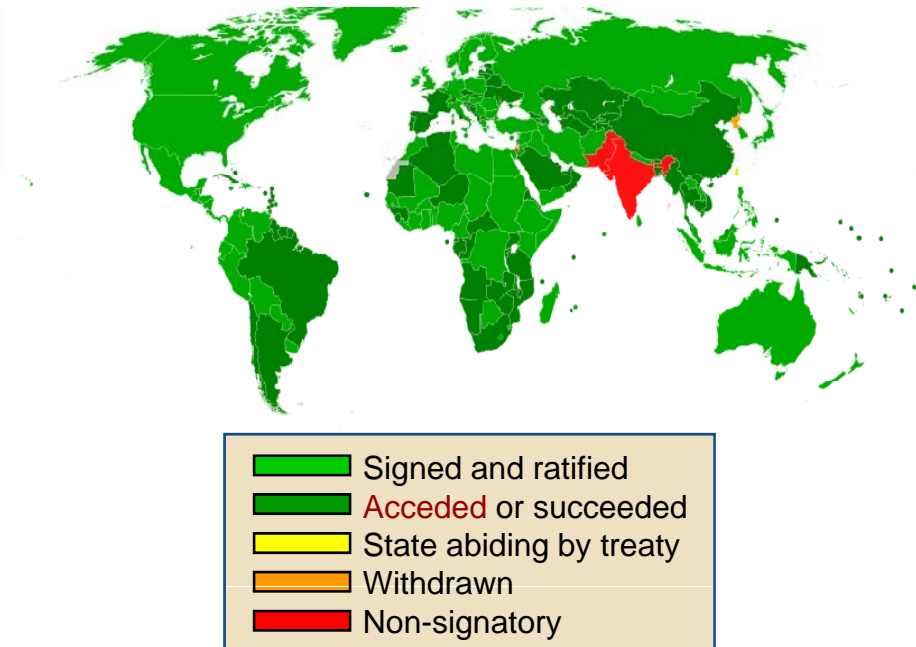 Signed and ratified
Acceded or succeeded
State abiding by treaty
Withdrawn
Non-signatory